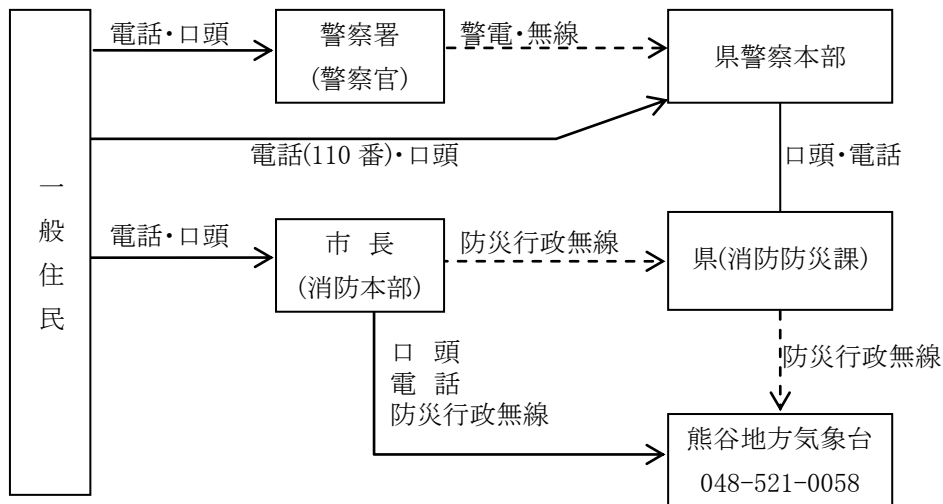 電話・口頭
警察署
(警察官)
警電・無線
県警察本部
電話(110 番)・口頭
口頭・電話
一般住民
電話・口頭
市 長
(消防本部)
防災行政無線
県(消防防災課)
口 頭
電 話
防災行政無線
防災行政無線
熊谷地方気象台
048-521-0058